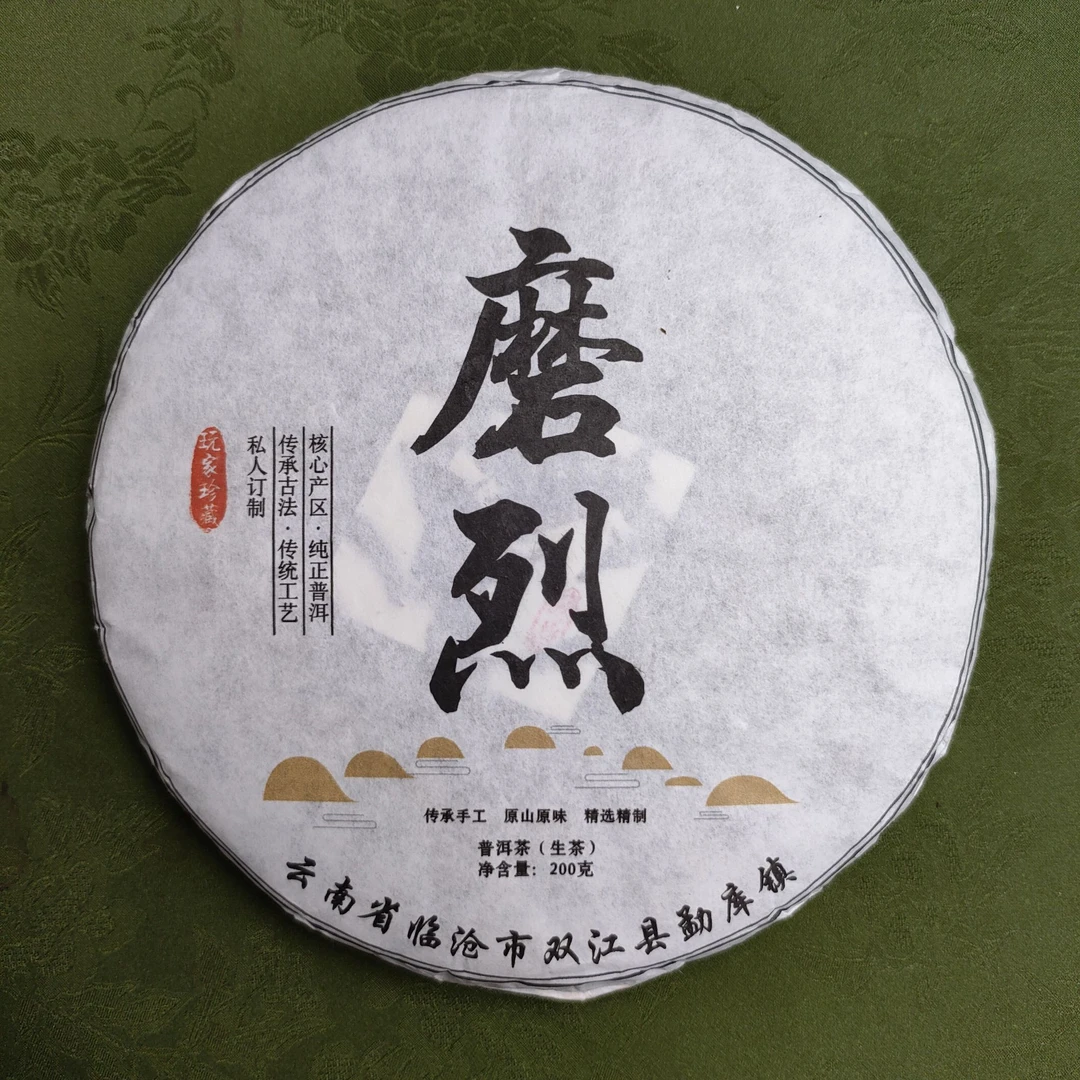 磨烈
核心产区·纯正普洱
传承古法·传统工艺
私人订制
玩家珍藏
传承手工 原山原味 精选精制
普洱茶（生茶）
净含量：200克
云南省临沧市双江县勐库镇